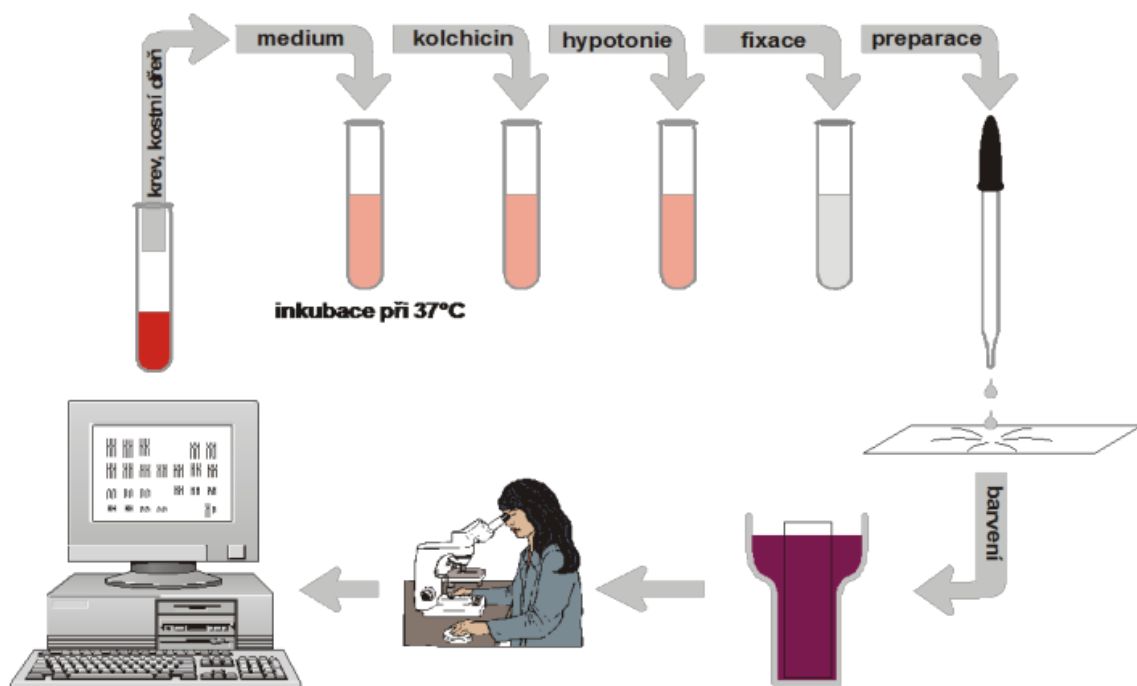 krev, kostní dřeň
medium
kolchicin
hypotonie
fixace
preparace
inkubace při 37°C
barvení